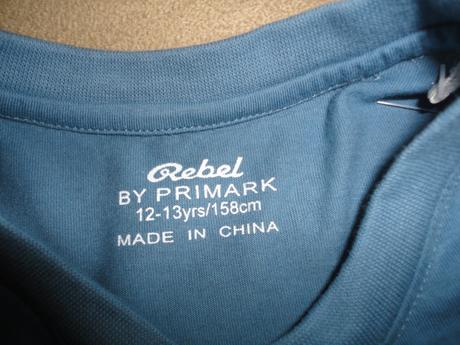 Rebel
BY PRIMARK
12-13yrs/158cm
MADE IN CHINA